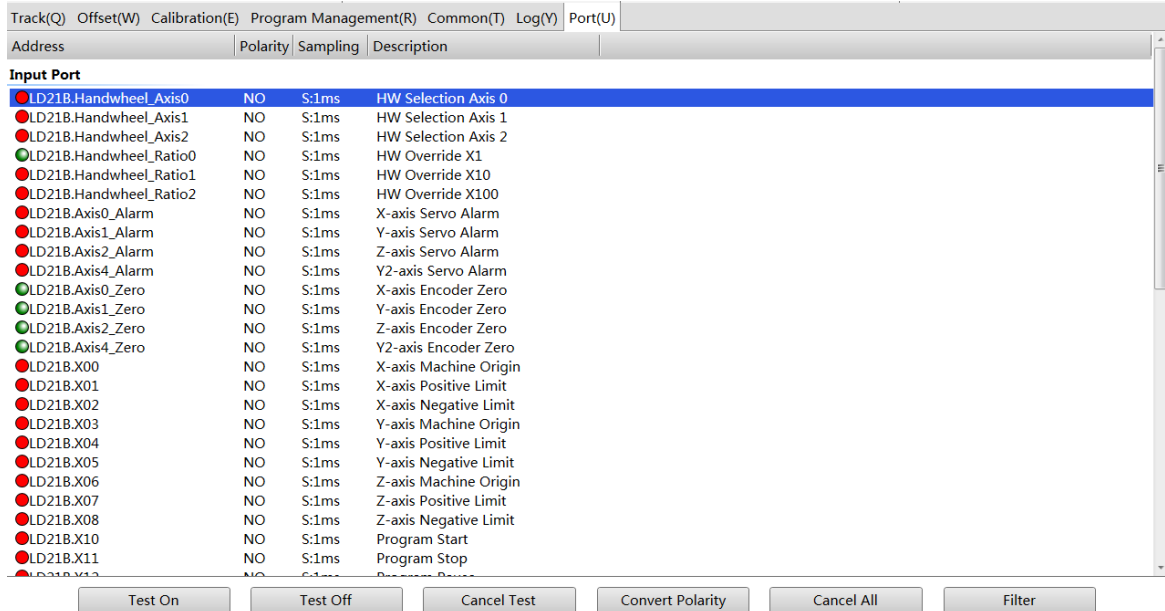 Track(Q) Offset(W) Calibration(E) Program Management(R) Common(T) Log(Y) Port(U)
Address Polarity Sampling Description
Input Port
LD21B.Handwheel_Axis0 NO S:1ms HW Selection Axis 0
LD21B.Handwheel_Axis1 NO S:1ms HW Selection Axis 1
LD21B.Handwheel_Axis2 NO S:1ms HW Selection Axis 2
LD21B.Handwheel_Ratio0 NO S:1ms HW Override X1
LD21B.Handwheel_Ratio1 NO S:1ms HW Override X10
LD21B.Handwheel_Ratio2 NO S:1ms HW Override X100
LD21B.Axis0_Alarm NO S:1ms X-axis Servo Alarm
LD21B.Axis1_Alarm NO S:1ms Y-axis Servo Alarm
LD21B.Axis2_Alarm NO S:1ms Z-axis Servo Alarm
LD21B.Axis4_Alarm NO S:1ms Y2-axis Servo Alarm
LD21B.Axis0_Zero NO S:1ms X-axis Encoder Zero
LD21B.Axis1_Zero NO S:1ms Y-axis Encoder Zero
LD21B.Axis2_Zero NO S:1ms Z-axis Encoder Zero
LD21B.Axis4_Zero NO S:1ms Y2-axis Encoder Zero
LD21B.X00 NO S:1ms X-axis Machine Origin
LD21B.X01 NO S:1ms X-axis Positive Limit
LD21B.X02 NO S:1ms X-axis Negative Limit
LD21B.X03 NO S:1ms Y-axis Machine Origin
LD21B.X04 NO S:1ms Y-axis Positive Limit
LD21B.X05 NO S:1ms Y-axis Negative Limit
LD21B.X06 NO S:1ms Z-axis Machine Origin
LD21B.X07 NO S:1ms Z-axis Positive Limit
LD21B.X08 NO S:1ms Z-axis Negative Limit
LD21B.X10 NO S:1ms Program Start
LD21B.X11 NO S:1ms Program Stop
LD21B.X12 NO S:1ms Program Pause
Test On Test Off Cancel Test Convert Polarity Cancel All Filter